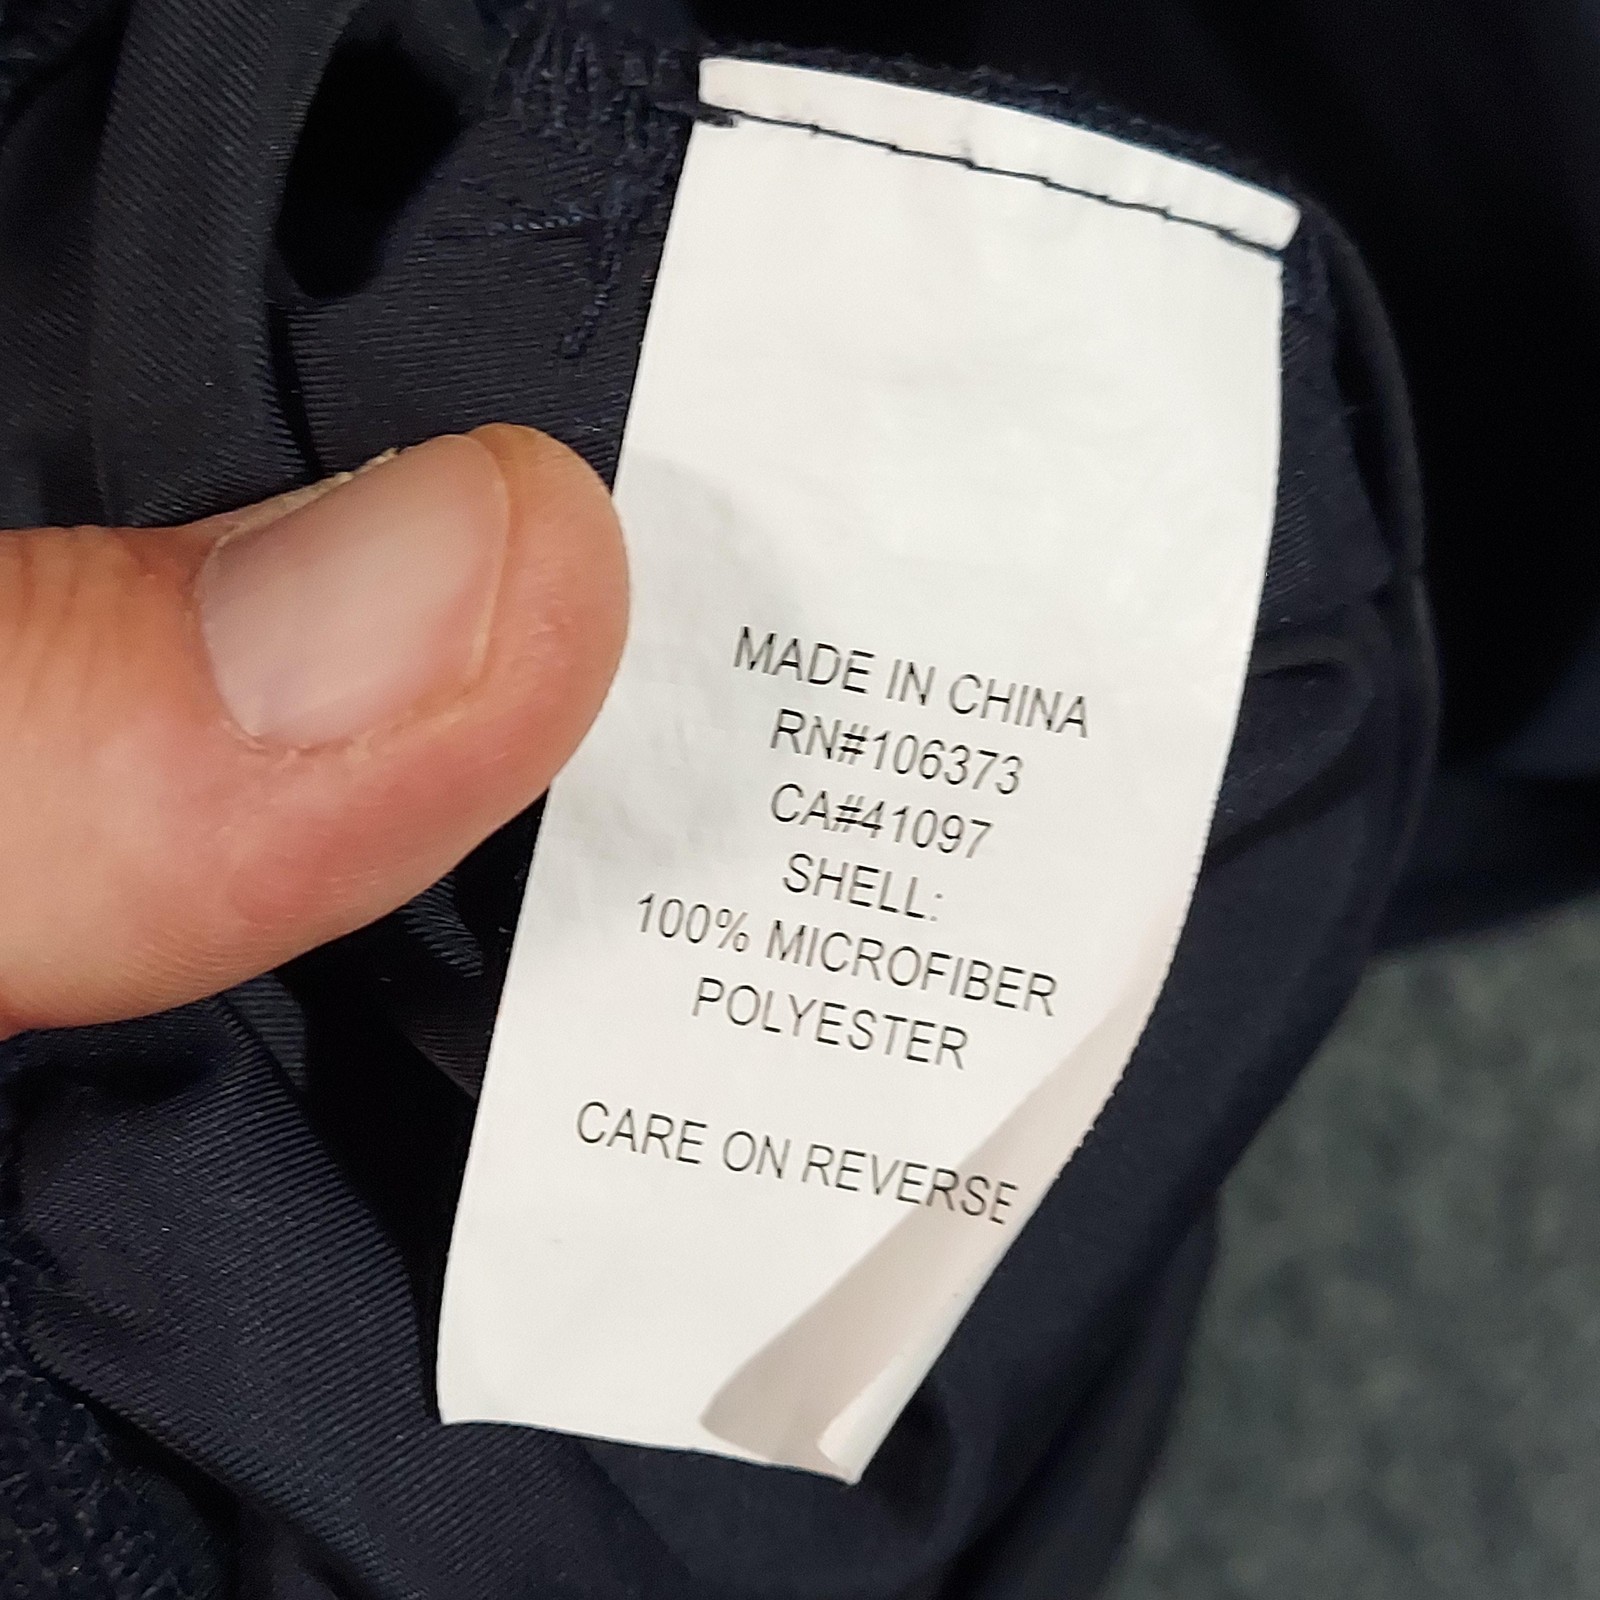 MADE IN CHINA
RN#106373
CA#41097
SHELL:
100% MICROFIBER
POLYESTER
CARE ON REVERSE